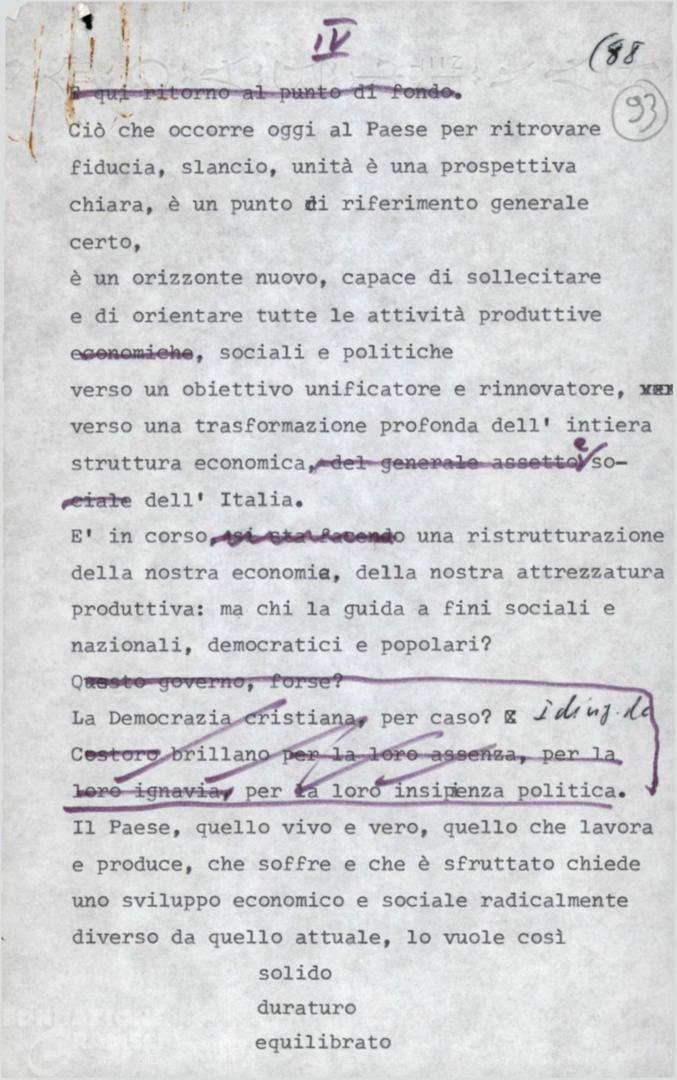 IV
(88
93
E qui ritorno al punto di fondo.
Ciò che occorre oggi al Paese per ritrovare
fiducia, slancio, unità è una prospettiva
chiara, è un punto di riferimento generale
certo,
è un orizzonte nuovo, capace di sollecitare
e di orientare tutte le attività produttive
economiche, sociali e politiche
verso un obiettivo unificatore e rinnovatore,
verso una trasformazione profonda dell' intiera
struttura economica, del generale assetto e so-
ciale dell' Italia.
E' in corso, si sta facendo una ristrutturazione
della nostra economia, della nostra attrezzatura
produttiva: ma chi la guida a fini sociali e
nazionali, democratici e popolari?
Questo governo, forse?
La Democrazia cristiana, per caso?
Costoro brillano per la loro assenza, per la
loro ignavia, per la loro insipienza politica.
Il Paese, quello vivo e vero, quello che lavora
e produce, che soffre e che è sfruttato chiede
uno sviluppo economico e sociale radicalmente
diverso da quello attuale, lo vuole così
solido
duraturo
equilibrato
FONDAZIONE
GRAMSCI